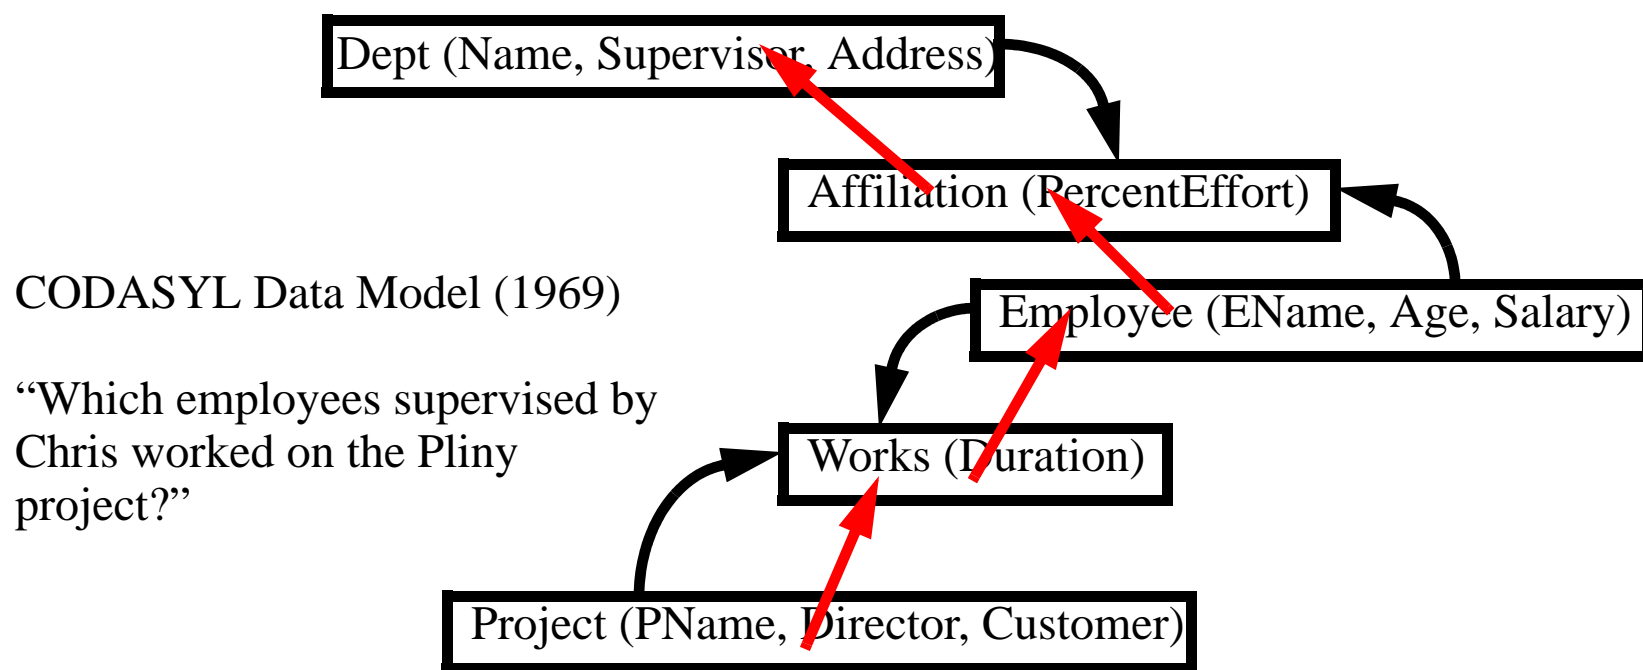 Dept (Name, Supervisor, Address)
Affiliation (PercentEffort)
CODASYL Data Model (1969)
Employee (EName, Age, Salary)
“Which employees supervised by
Chris worked on the Pliny
project?”
Works (Duration)
Project (PName, Director, Customer)